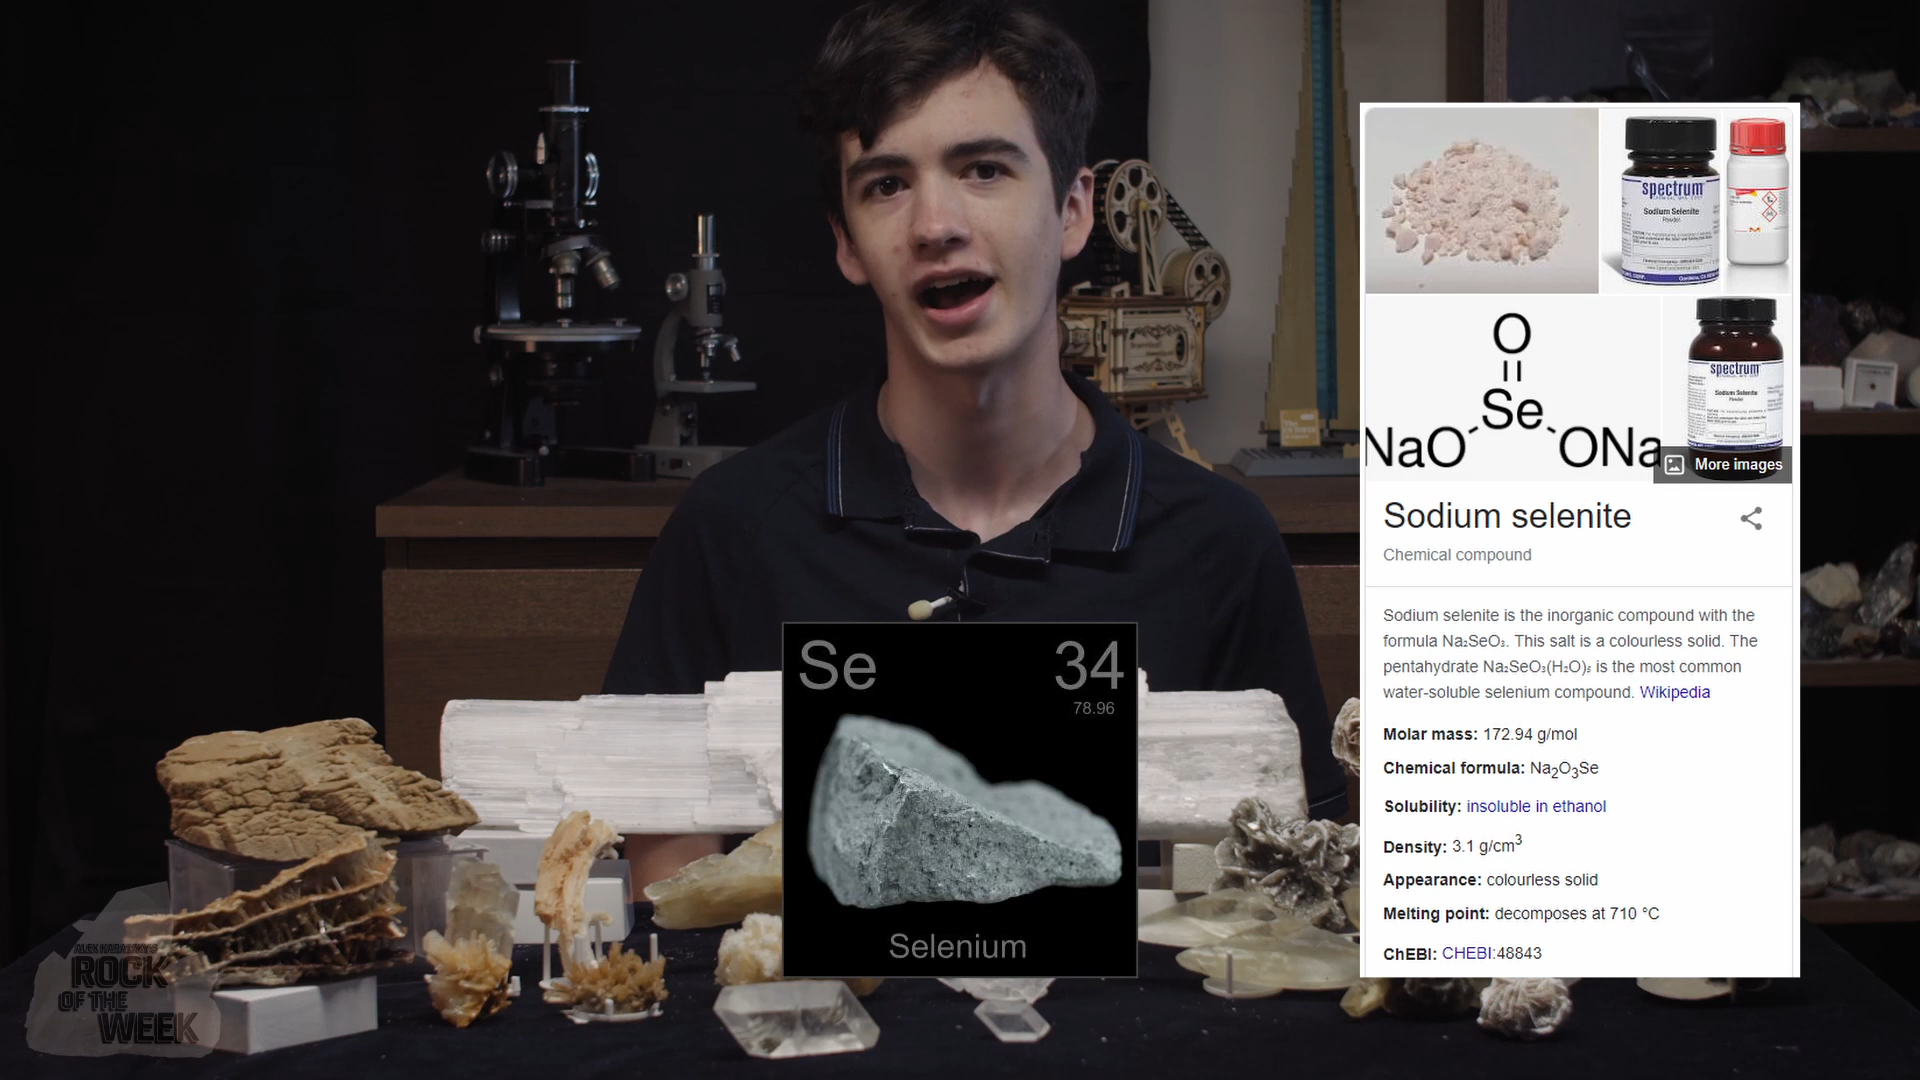 spectrum
Sodium Selenite
Powder
O
Se
NaO
ONa
spectrum
Sodium Selenite
More images
Sodium selenite
Chemical compound
Sodium selenite is the inorganic compound with the
formula Na₂SeO₃. This salt is a colourless solid. The
pentahydrate Na₂SeO₃(H₂O)₅ is the most common
water-soluble selenium compound. Wikipedia
Molar mass: 172.94 g/mol
Chemical formula: Na₂O₃Se
Solubility: insoluble in ethanol
Density: 3.1 g/cm³
Appearance: colourless solid
Melting point: decomposes at 710 °C
ChEBI: CHEBI:48843
Se 34
78.96
Selenium
ROCK
OF THE
WEEK